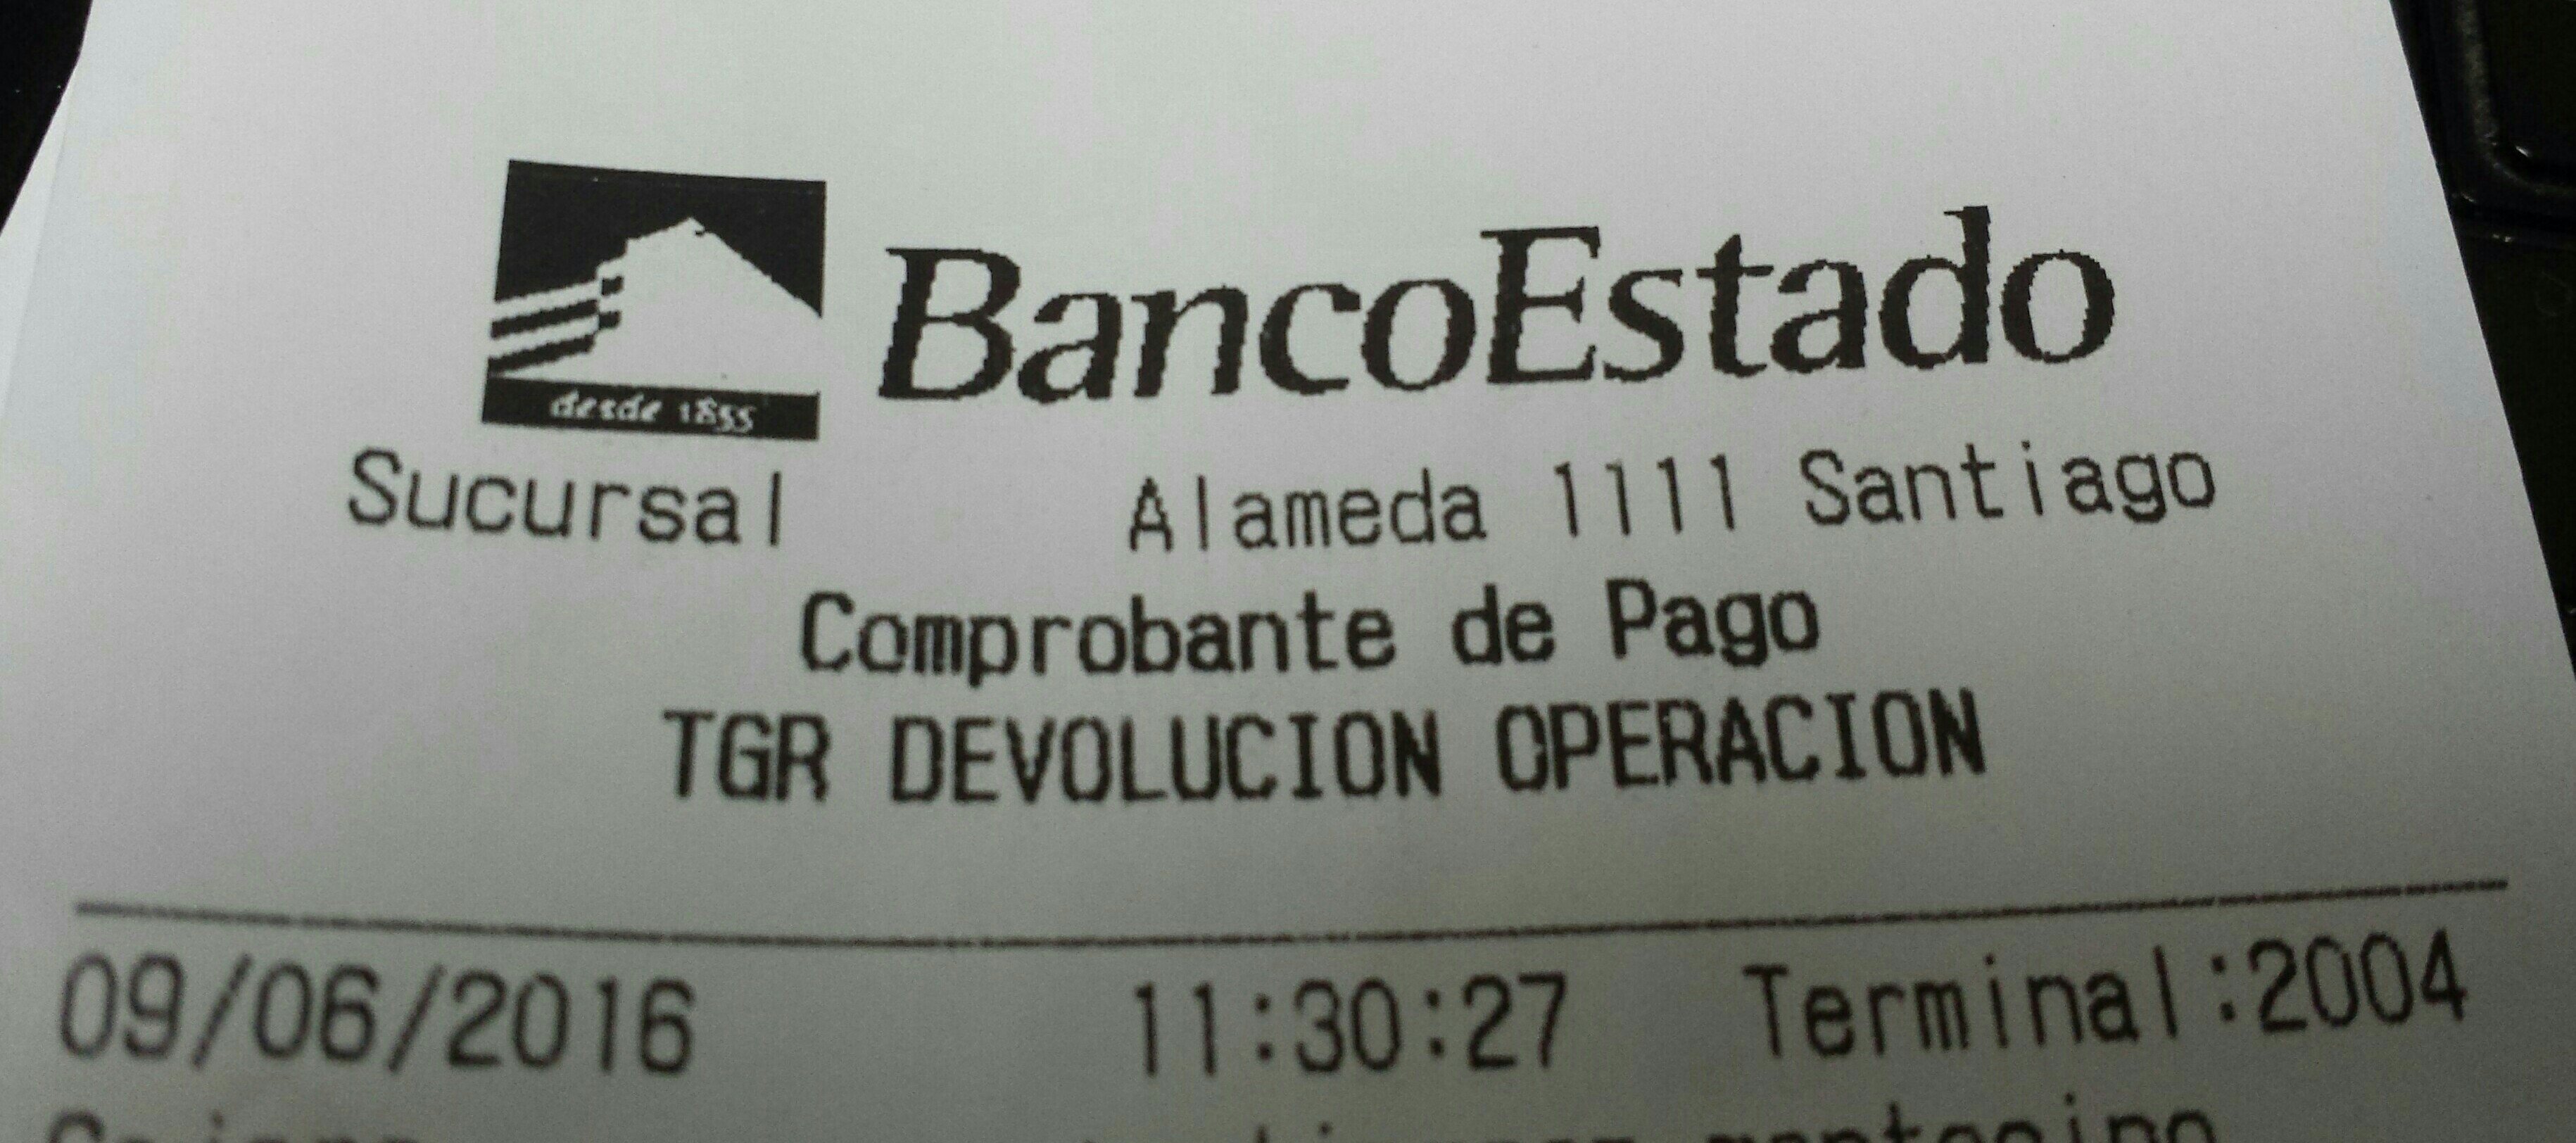 BancoEstado
desde 1855
Sucursal Alameda 1111 Santiago
Comprobante de Pago
TGR DEVOLUCION OPERACION
09/06/2016 11:30:27 Terminal:2004